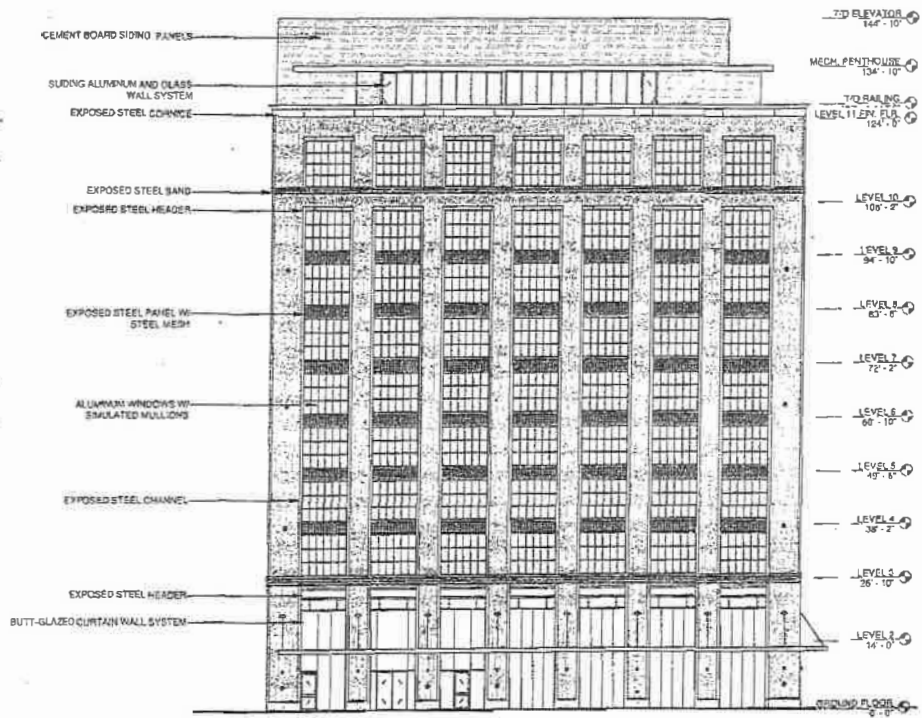 CEMENT BOARD SIDING PANELS
SLIDING ALUMINUM AND GLASS
WALL SYSTEM
EXPOSED STEEL CORNICE
EXPOSED STEEL BAND
EXPOSED STEEL HEADER
EXPOSED STEEL PANEL W/
STEEL MESH
ALUMINUM WINDOWS W/
SIMULATED MULLIONS
EXPOSED STEEL CHANNEL
EXPOSED STEEL HEADER
BUTT-GLAZED CURTAIN WALL SYSTEM
T/O ELEVATOR
144' - 10"
MECH. PENTHOUSE
134' - 10"
T/O RAILING
LEVEL 11 FIN. FLR.
LEVEL 10
106' - 2"
LEVEL 9
94' - 10"
LEVEL 8
83' - 6"
LEVEL 7
72' - 2"
LEVEL 6
60' - 10"
LEVEL 5
49' - 6"
LEVEL 4
38' - 2"
LEVEL 3
26' - 10"
LEVEL 2
14' - 0"
GROUND FLOOR
0' - 0"